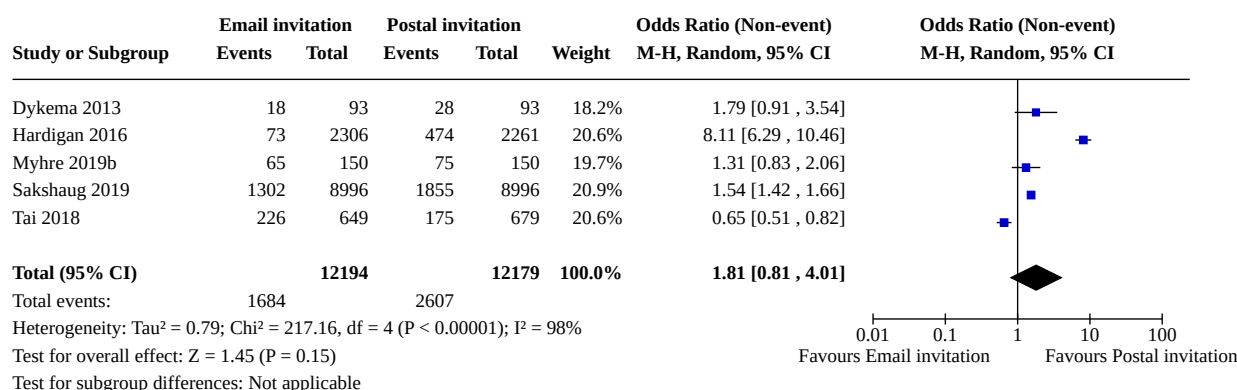 Email invitation Postal invitation Odds Ratio (Non-event) Odds Ratio (Non-event)
Study or Subgroup Events Total Events Total Weight M-H, Random, 95% CI M-H, Random, 95% CI
Dykema 2013 18 93 28 93 18.2% 1.79 [0.91 , 3.54]
Hardigan 2016 73 2306 474 2261 20.6% 8.11 [6.29 , 10.46]
Myhre 2019b 65 150 75 150 19.7% 1.31 [0.83 , 2.06]
Sakshaug 2019 1302 8996 1855 8996 20.9% 1.54 [1.42 , 1.66]
Tai 2018 226 649 175 679 20.6% 0.65 [0.51 , 0.82]
Total (95% CI) 12194 12179 100.0% 1.81 [0.81 , 4.01]
Total events: 1684 2607
Heterogeneity: Tau² = 0.79; Chi² = 217.16, df = 4 (P < 0.00001); I² = 98%
0.01 0.1 1 10 100
Test for overall effect: Z = 1.45 (P = 0.15) Favours Email invitation Favours Postal invitation
Test for subgroup differences: Not applicable